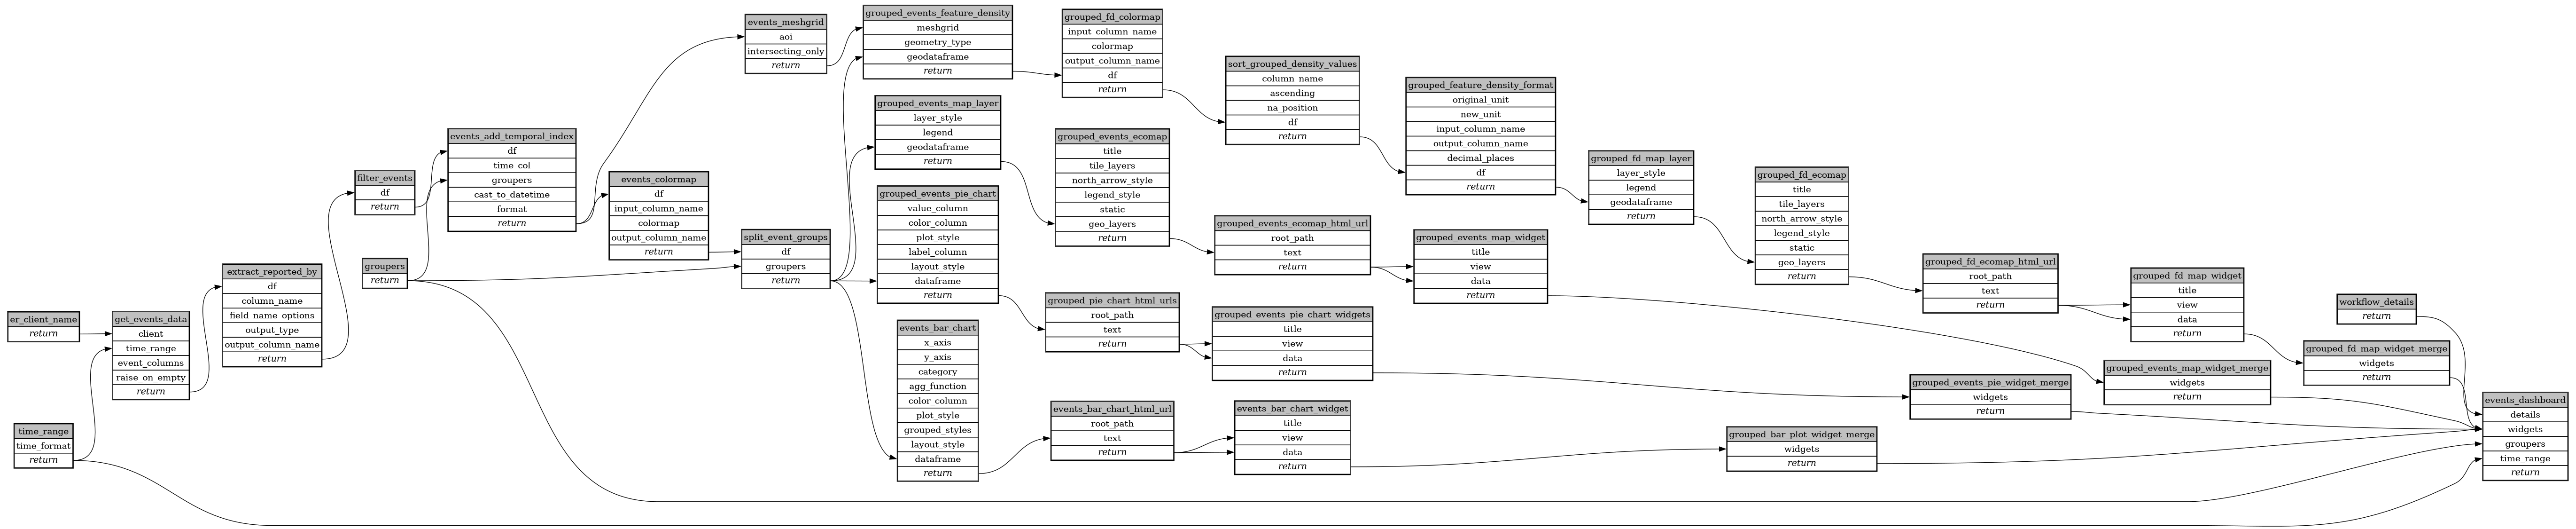 er_client_name
return
time_range
time_format
return
get_events_data
client
time_range
event_columns
raise_on_empty
return
extract_reported_by
df
column_name
field_name_options
output_type
output_column_name
return
filter_events
df
return
groupers
return
events_add_temporal_index
df
time_col
groupers
cast_to_datetime
format
return
events_colormap
df
input_column_name
colormap
output_column_name
return
events_meshgrid
aoi
intersecting_only
return
split_event_groups
df
groupers
return
grouped_events_feature_density
meshgrid
geometry_type
geodataframe
return
grouped_events_map_layer
layer_style
legend
geodataframe
return
grouped_events_pie_chart
value_column
color_column
plot_style
label_column
layout_style
dataframe
return
events_bar_chart
x_axis
y_axis
category
agg_function
color_column
plot_style
grouped_styles
layout_style
dataframe
return
grouped_fd_colormap
input_column_name
colormap
output_column_name
df
return
grouped_events_ecomap
title
tile_layers
north_arrow_style
legend_style
static
geo_layers
return
grouped_pie_chart_html_urls
root_path
text
return
events_bar_chart_html_url
root_path
text
return
sort_grouped_density_values
column_name
ascending
na_position
df
return
grouped_events_ecomap_html_url
root_path
text
return
grouped_events_pie_chart_widgets
title
view
data
return
events_bar_chart_widget
title
view
data
return
grouped_feature_density_format
original_unit
new_unit
input_column_name
output_column_name
decimal_places
df
return
grouped_events_map_widget
title
view
data
return
grouped_fd_map_layer
layer_style
legend
geodataframe
return
grouped_fd_ecomap
title
tile_layers
north_arrow_style
legend_style
static
geo_layers
return
grouped_bar_plot_widget_merge
widgets
return
grouped_fd_ecomap_html_url
root_path
text
return
grouped_events_pie_widget_merge
widgets
return
grouped_fd_map_widget
title
view
data
return
grouped_events_map_widget_merge
widgets
return
workflow_details
return
grouped_fd_map_widget_merge
widgets
return
events_dashboard
details
widgets
groupers
time_range
return